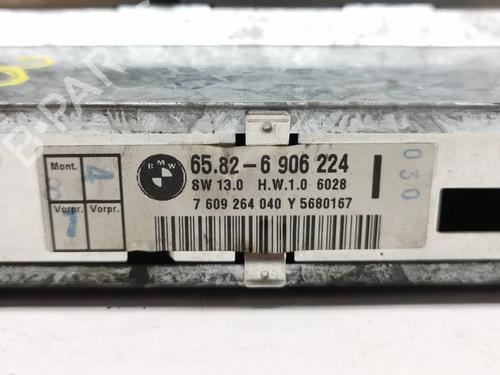 B-PARTS
Mont.
4
Vorpr.
Vorpr.
BMW
65.82-6 906 224
SW 13.0 H.W.1.0 6028
7 609 264 040 Y 5680167
030